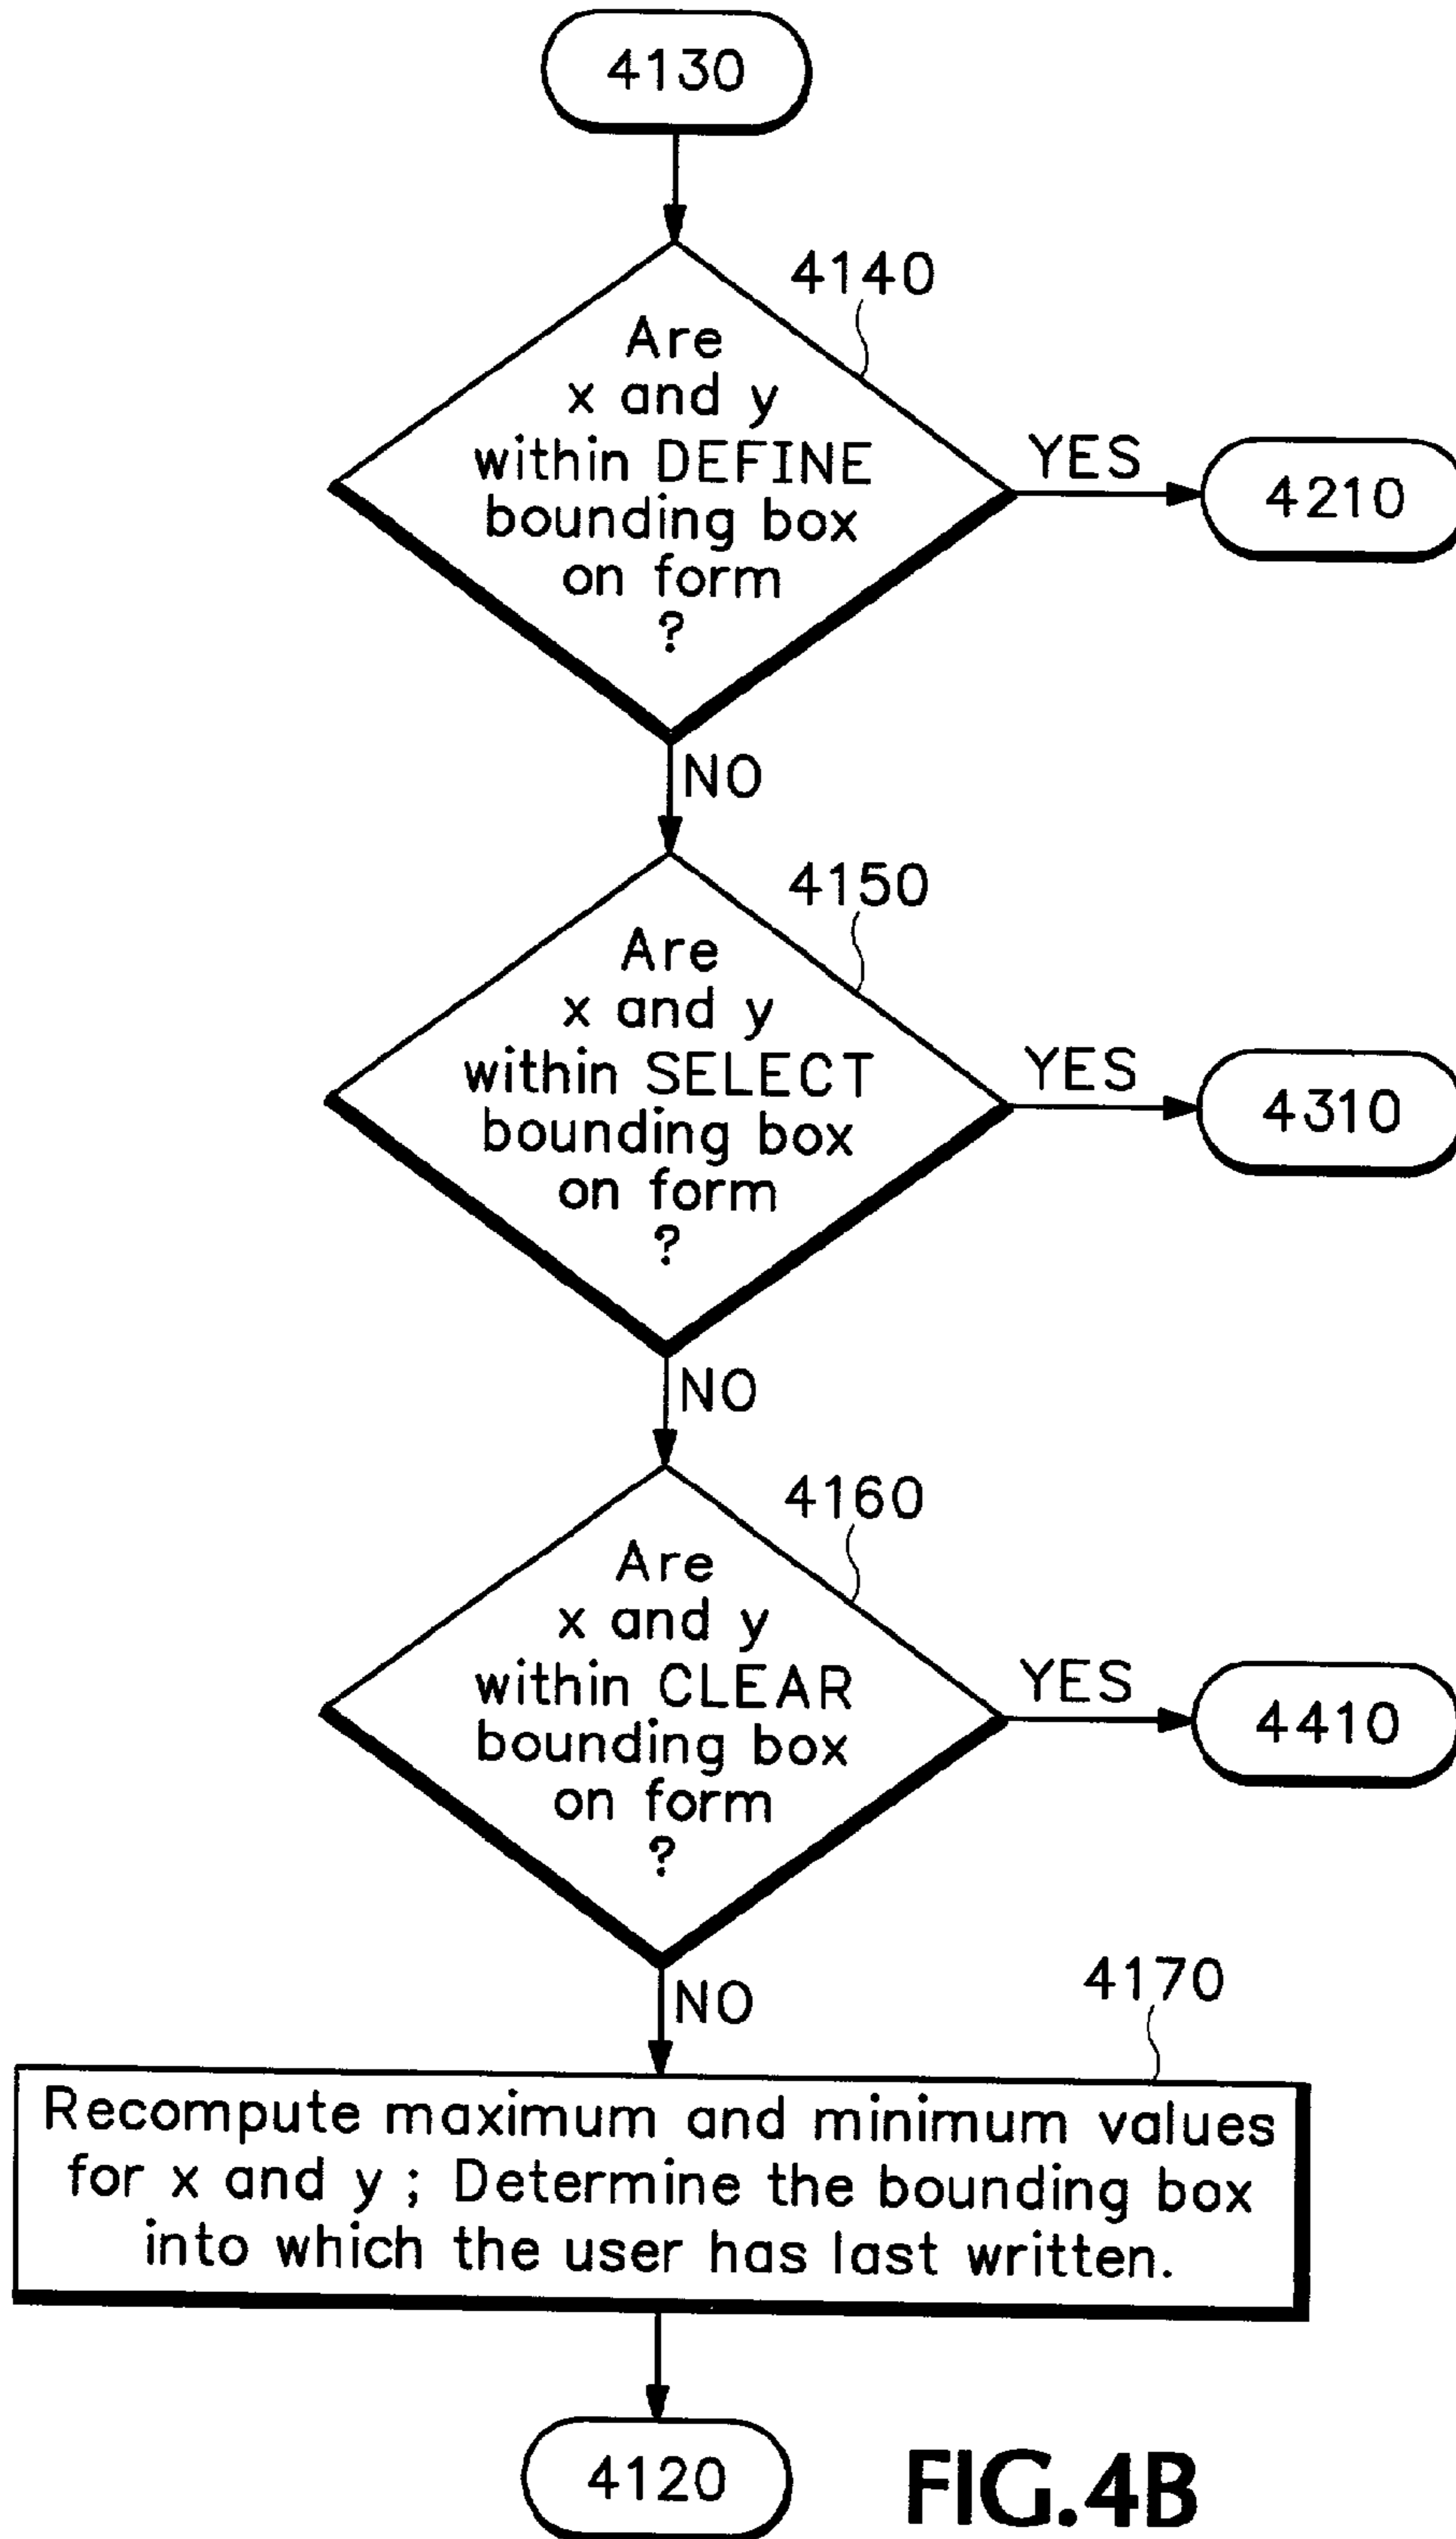 4130
4140
Are
x and y
within DEFINE
bounding box
on form
?
YES
4210
NO
4150
Are
x and y
within SELECT
bounding box
on form
?
YES
4310
NO
4160
Are
x and y
within CLEAR
bounding box
on form
?
YES
4410
NO
4170
Recompute maximum and minimum values
for x and y ; Determine the bounding box
into which the user has last written.
4120
FIG.4B